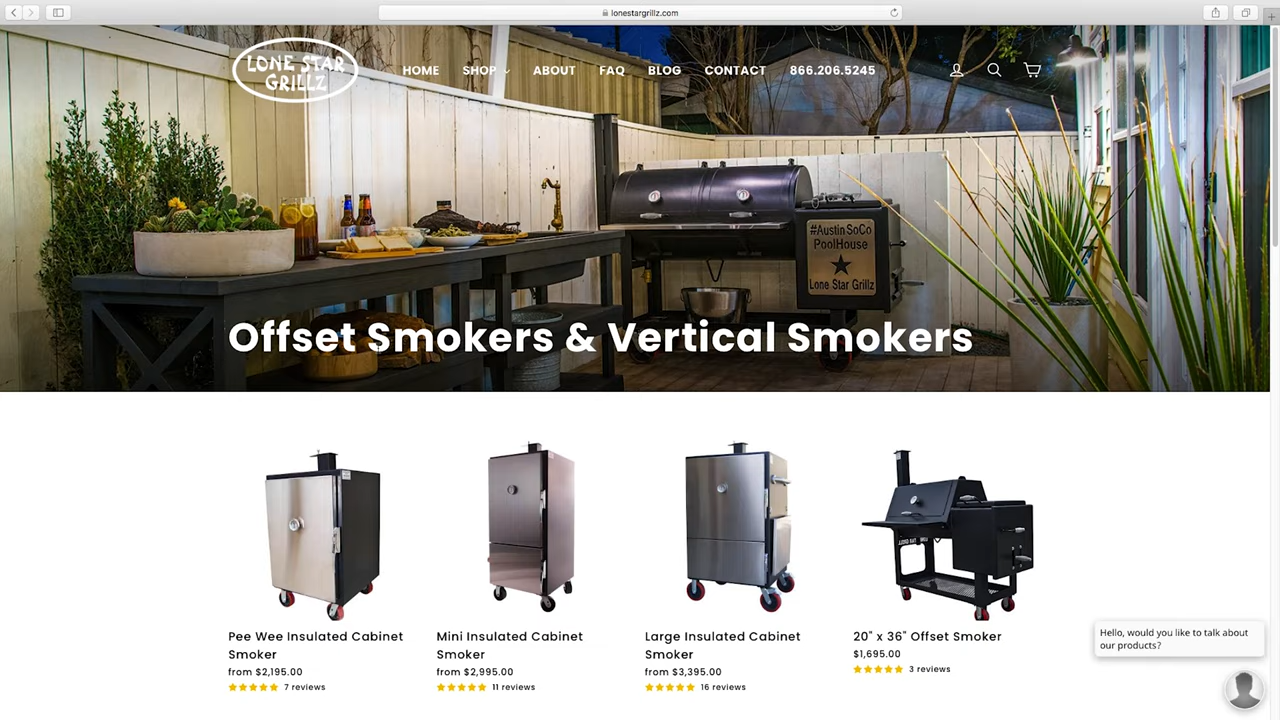 lonestargrillz.com
LONE STAR
GRILLZ
HOME SHOP ABOUT FAQ BLOG CONTACT 866.206.5245
#Austin SoCo
PoolHouse
Lone Star Grillz
Offset Smokers & Vertical Smokers
Pee Wee Insulated Cabinet
Smoker
from $2,195.00
7 reviews
Mini Insulated Cabinet
Smoker
from $2,995.00
11 reviews
Large Insulated Cabinet
Smoker
from $3,395.00
16 reviews
20" x 36" Offset Smoker
$1,695.00
3 reviews
Hello, would you like to talk about
our products?